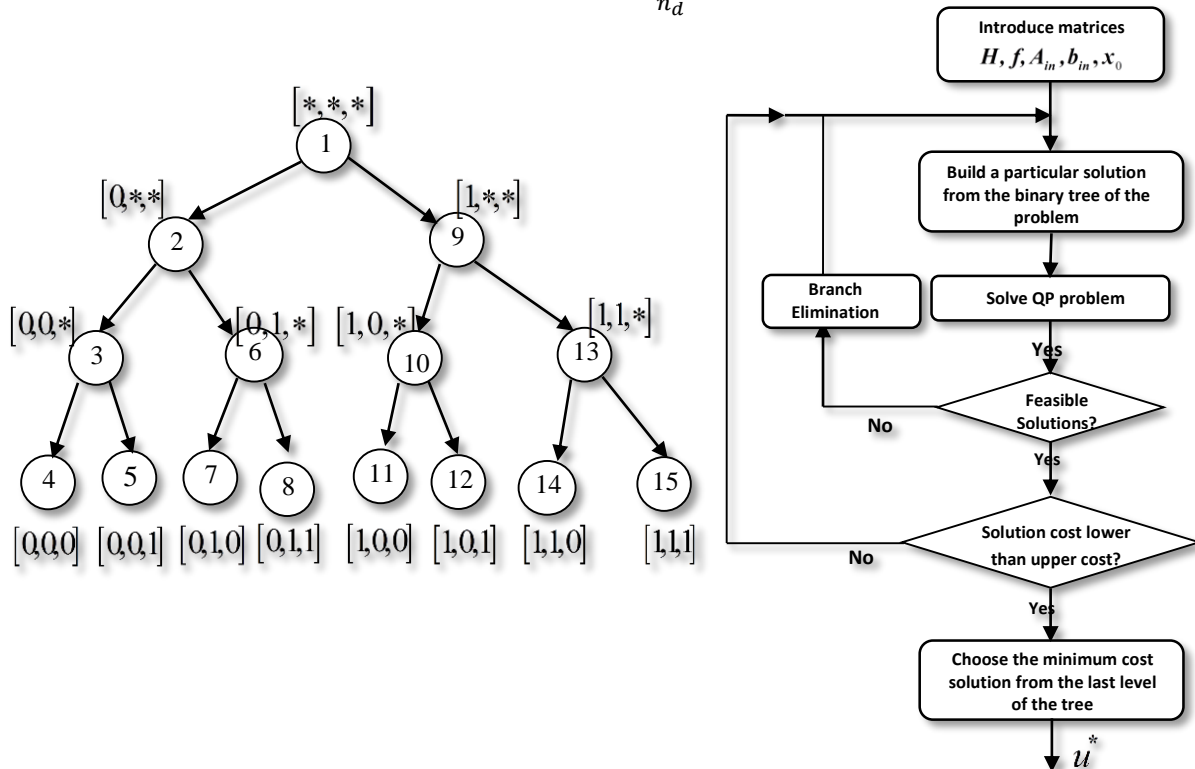 n_d
[*,*,*]
1
[0,*,*]
[1,*,*]
2
9
[0,0,*]
[0,1,*]
[1,0,*]
[1,1,*]
3
6
10
13
4
5
7
8
11
12
14
15
[0,0,0]
[0,0,1]
[0,1,0]
[0,1,1]
[1,0,0]
[1,0,1]
[1,1,0]
[1,1,1]
Introduce matrices
H, f, A_in, b_in, x_0
Build a particular solution
from the binary tree of the
problem
Branch
Elimination
Solve QP problem
Yes
Feasible
Solutions?
No
Yes
Solution cost lower
than upper cost?
No
Yes
Choose the minimum cost
solution from the last level
of the tree
u*